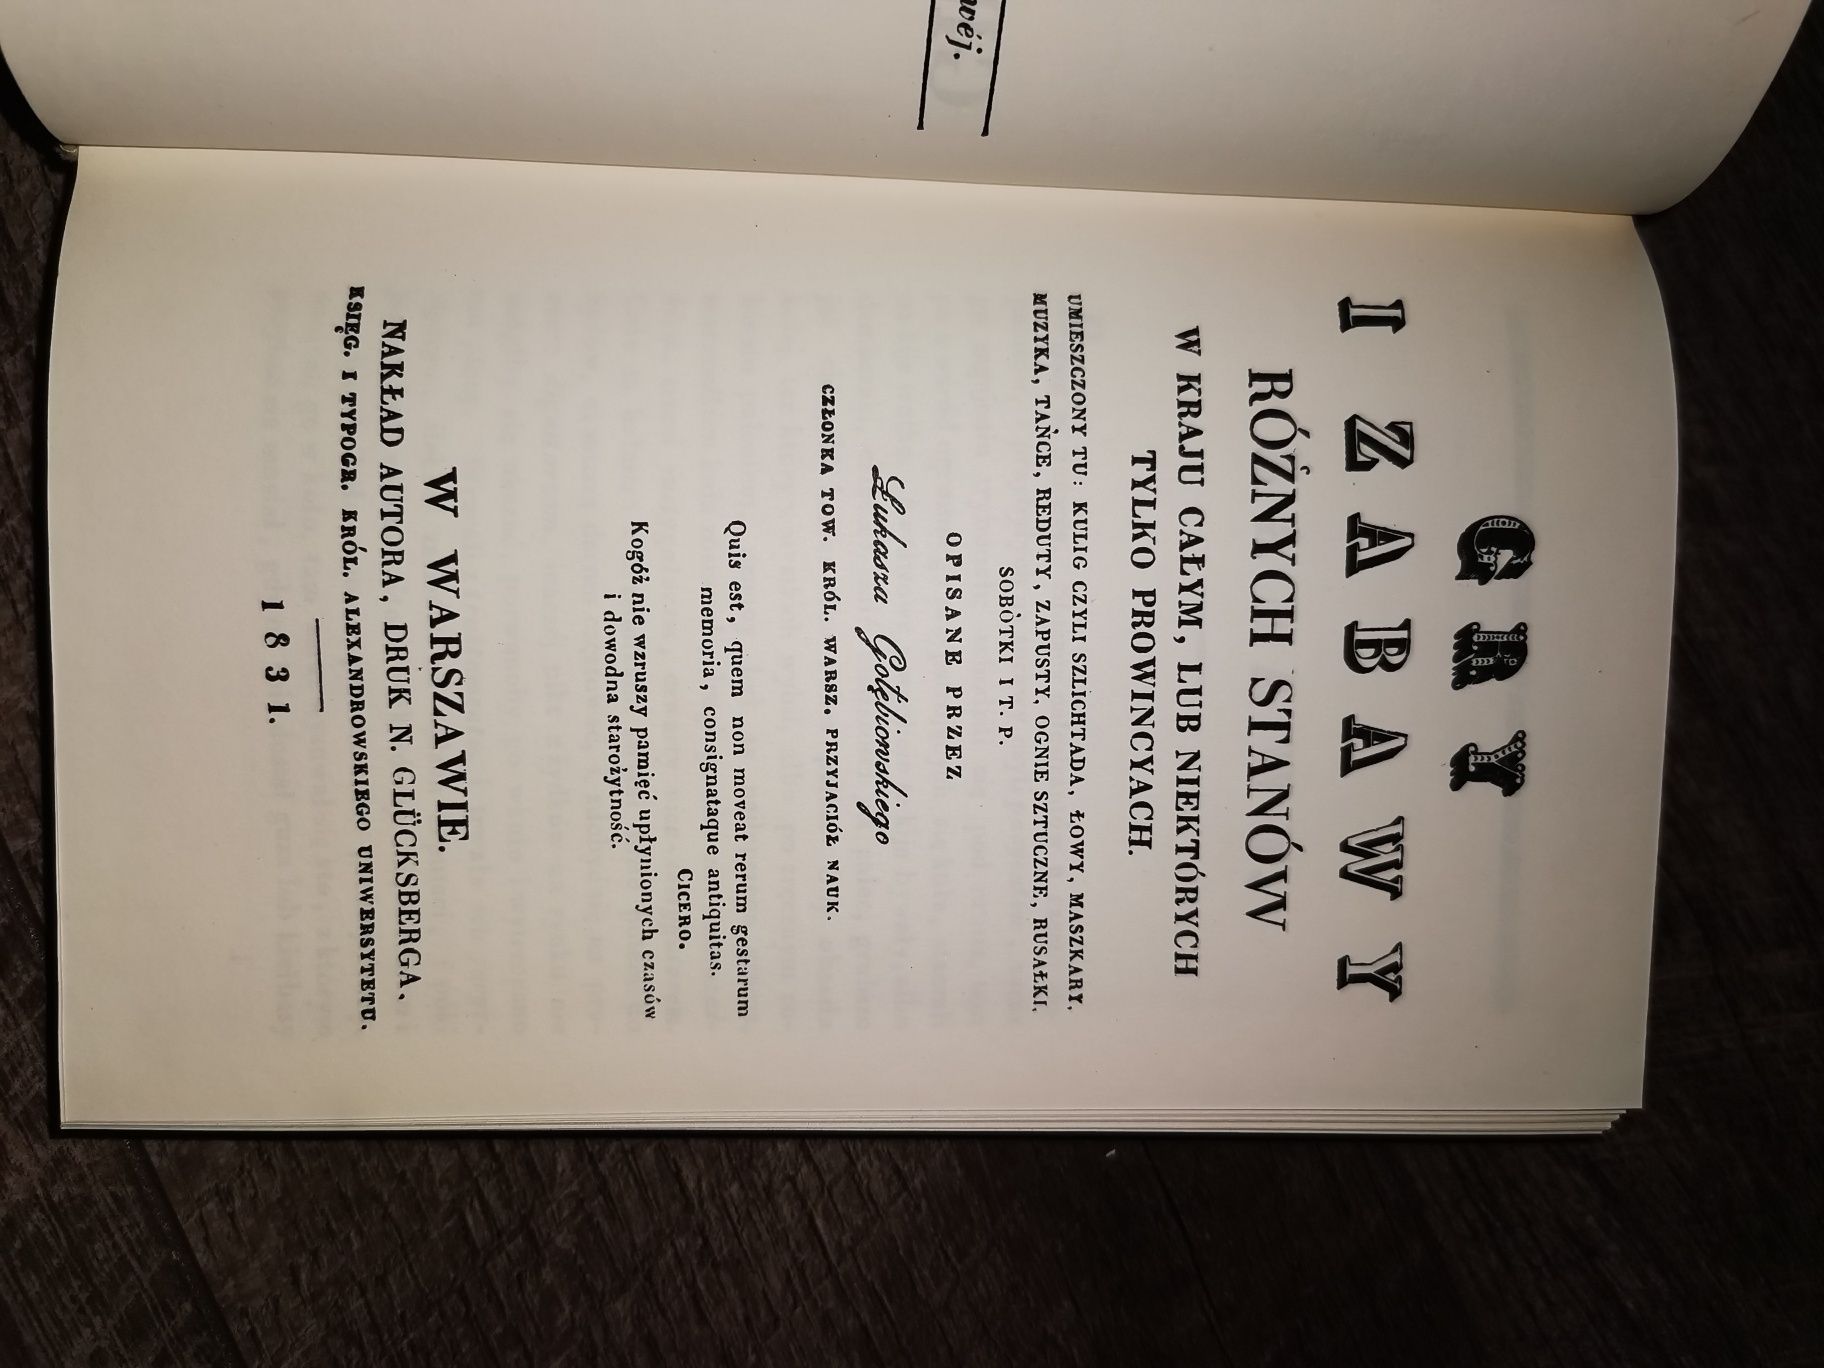 wéj.
GRY
I ZABAWY
RÓŻNYCH STANÓW
W KRAJU CAŁYM, LUB NIEKTÓRYCH
TYLKO PROWINCYACH.
UMIESZCZONY TU: KULIG CZYLI SZLICHTADA, ŁOWY, MASZKARY,
MUZYKA, TAŃCE, REDUTY, ZAPUSTY, OGNIE SZTUCZNE, RUSAŁKI,
SOBÒTKI I T. P.
OPISANE PRZEZ
Łukasza Gołębiowskiego
CZŁONKA TOW. KRÓL. WARSZ. PRZYJACIÓŁ NAUK.
Quis est, quem non moveat rerum gestarum
memoria, consignataque antiquitas.
CICERO.
Kogóż nie wzruszy pamięć upłynionych czasów
i dowodna starożytność.
W WARSZAWIE.
NAKŁAD AUTORA, DRUK N. GLÜCKSBERGA,
KSIĘG. I TYPOGR. KRÓL. ALEXANDROWSKIEGO UNIWERSYTETU.
1831.